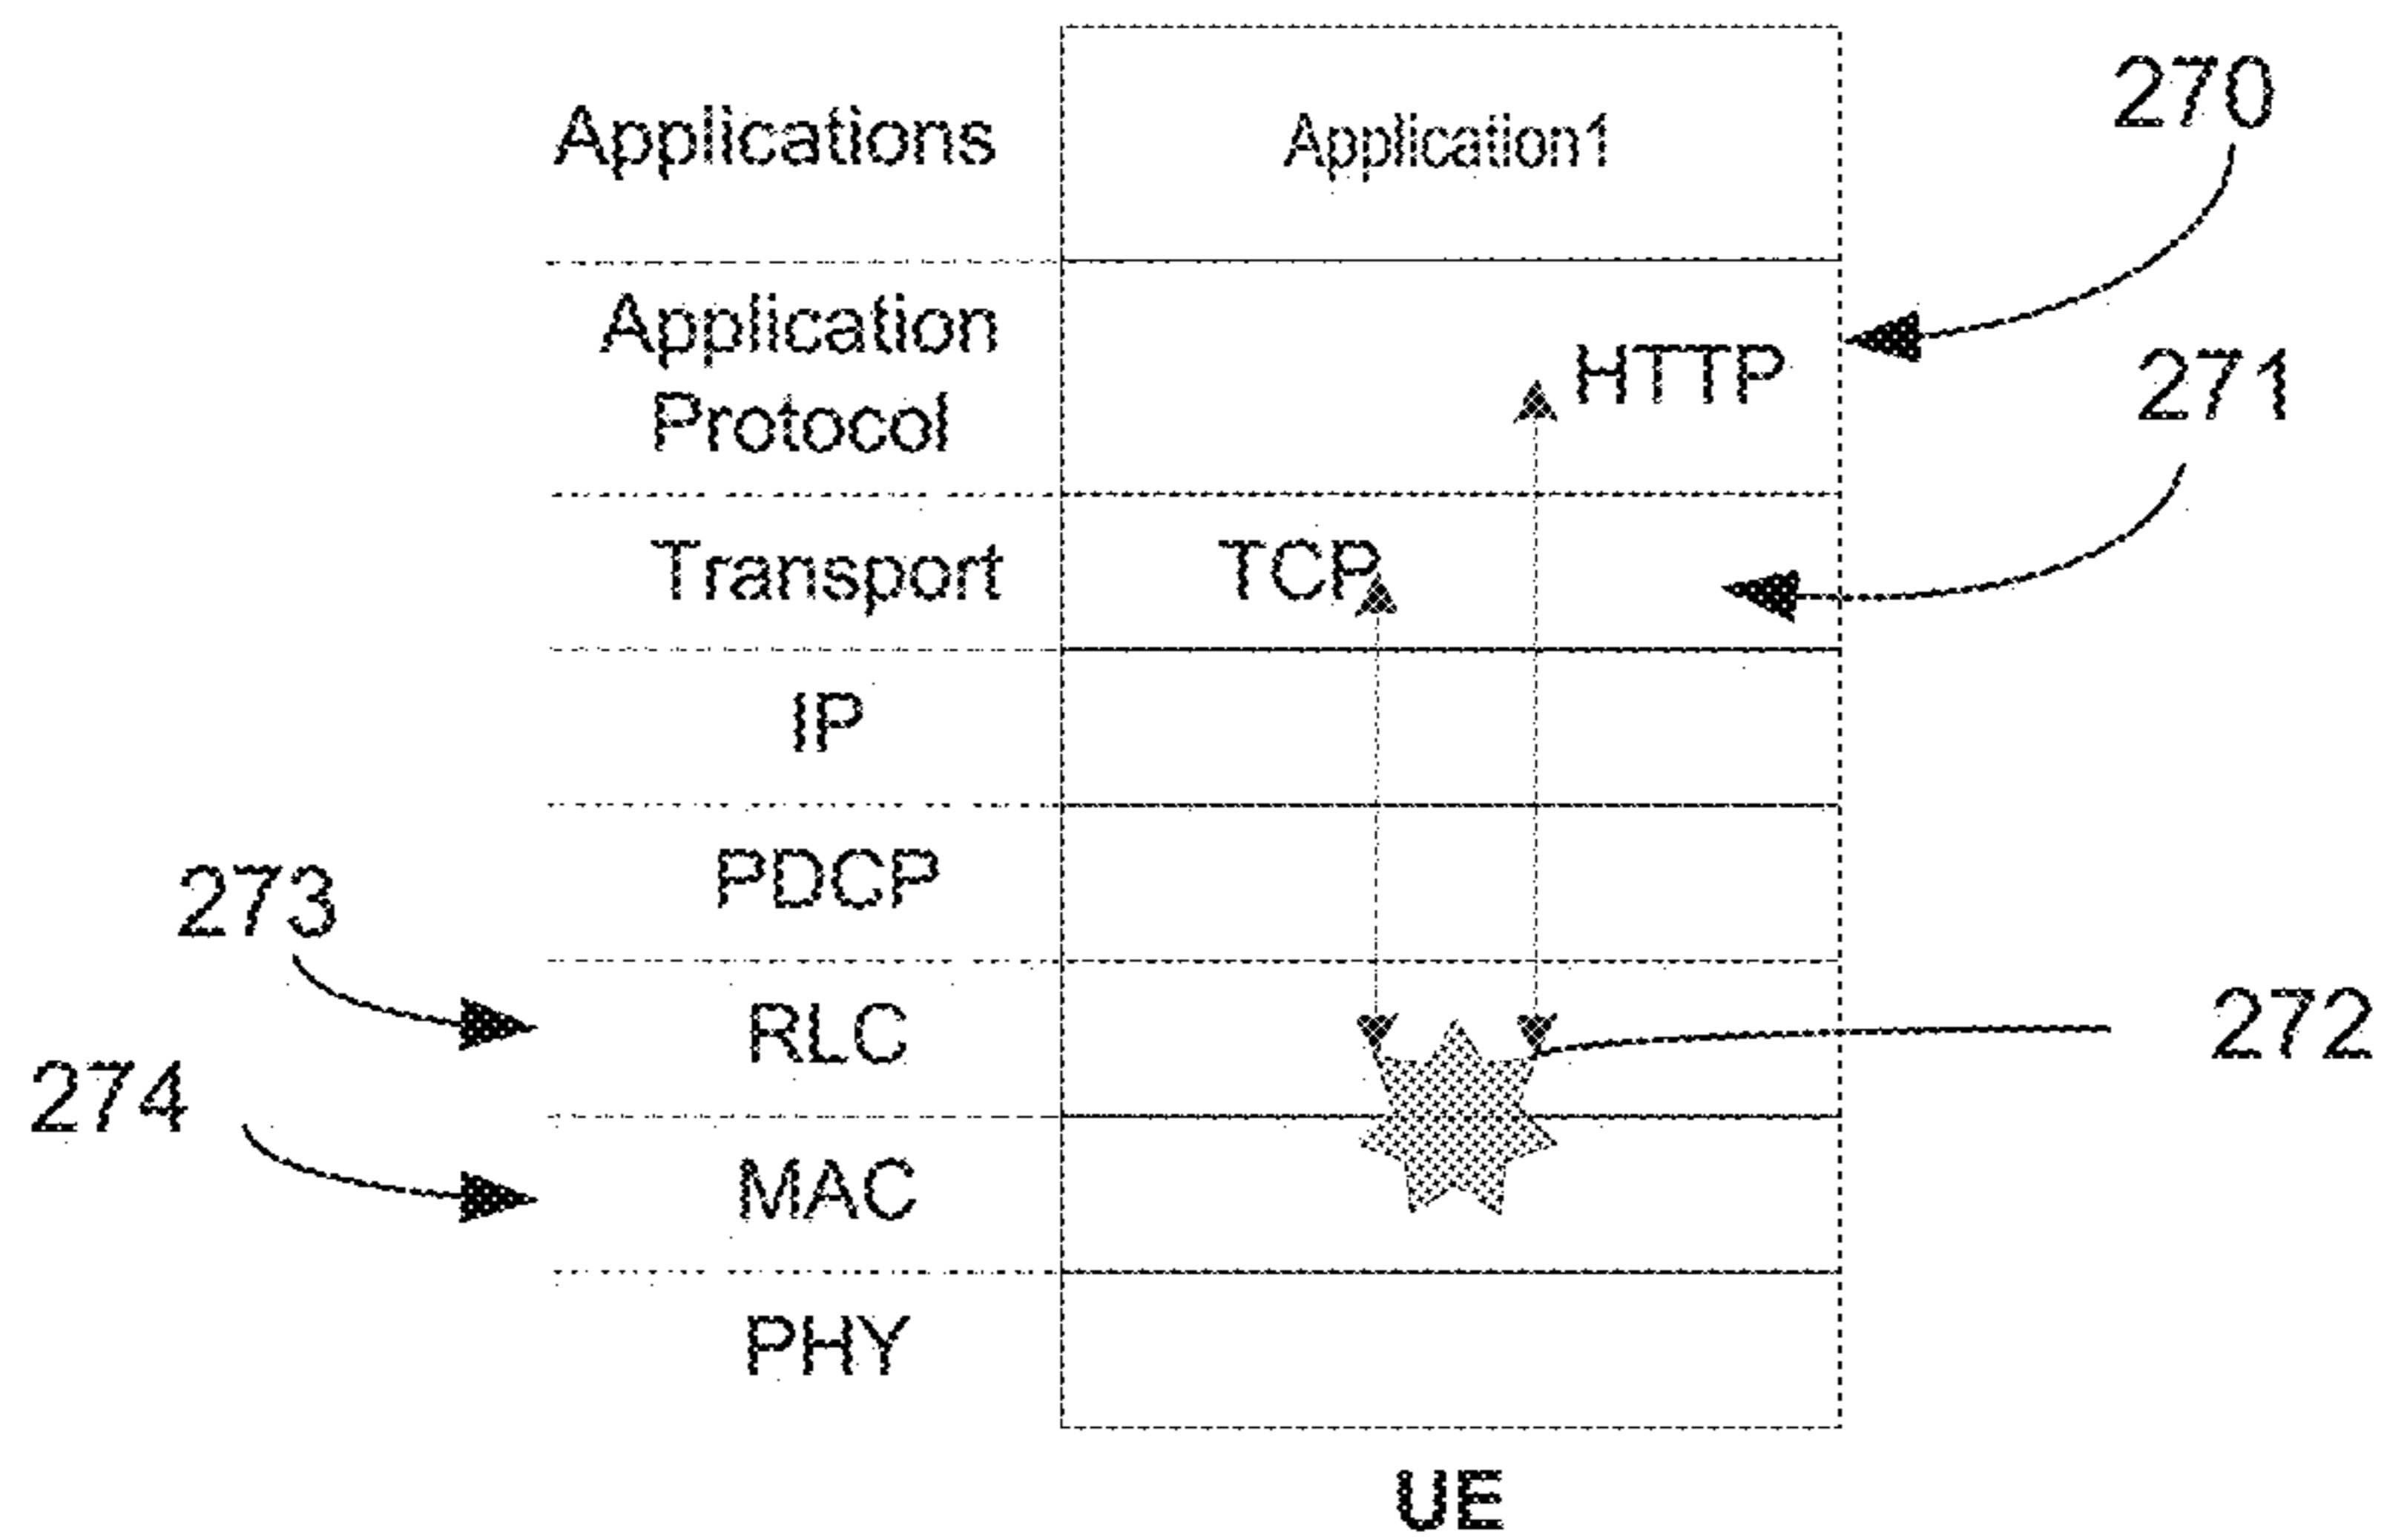 270
Applications
Application1
Application
Protocol
HTTP
271
Transport
TCP
IP
273
PDCP
274
RLC
272
MAC
PHY
UE